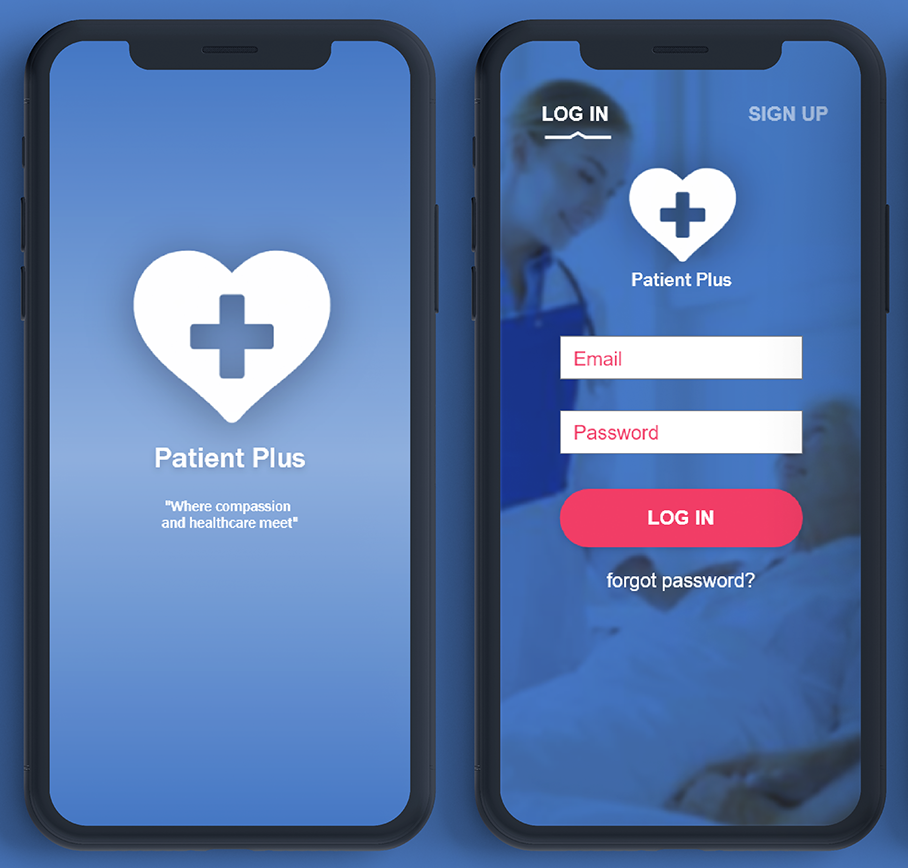 Patient Plus
"Where compassion
and healthcare meet"
LOG IN
SIGN UP
Patient Plus
Email
Password
LOG IN
forgot password?